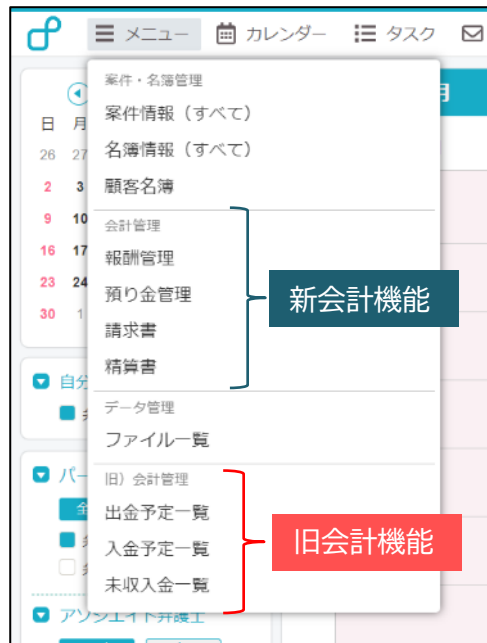 メニュー カレンダー タスク
案件・名簿管理
案件情報（すべて）
名簿情報（すべて）
顧客名簿
会計管理
報酬管理
預り金管理
請求書
精算書
新会計機能
データ管理
ファイル一覧
旧）会計管理
出金予定一覧
入金予定一覧
未収入金一覧
旧会計機能
月
日 月
26 27
2 3
9 10
16 17
23 24
30 1
自分
パー
全
アソシエイト弁護士